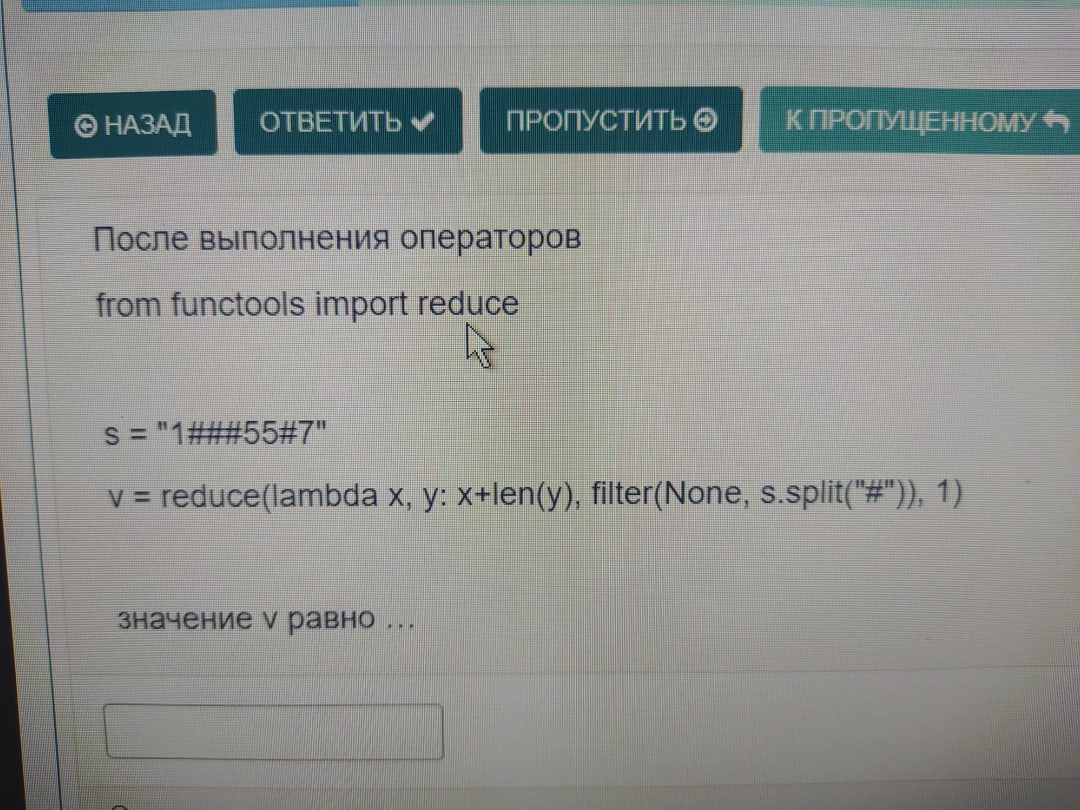 НАЗАД
ОТВЕТИТЬ
ПРОПУСТИТЬ
К ПРОПУЩЕННОМУ
После выполнения операторов
from functools import reduce
s = "1###55#7"
v = reduce(lambda x, y: x+len(y), filter(None, s.split("#")), 1)
значение v равно ...